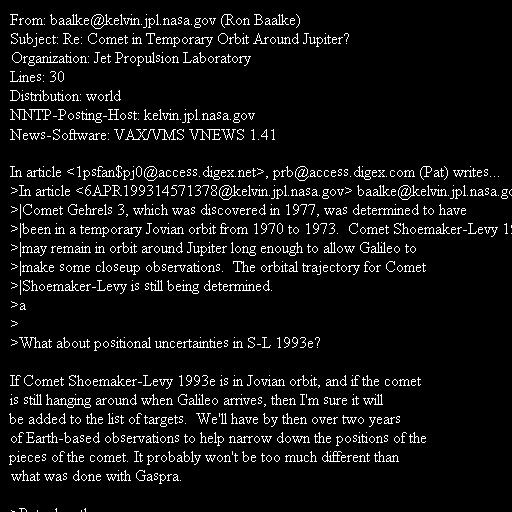 From: baalke@kelvin.jpl.nasa.gov (Ron Baalke)
Subject: Re: Comet in Temporary Orbit Around Jupiter?
Organization: Jet Propulsion Laboratory
Lines: 30
Distribution: world
NNTP-Posting-Host: kelvin.jpl.nasa.gov
News-Software: VAX/VMS VNEWS 1.41

In article <1psfan$pj0@access.digex.net>, prb@access.digex.com (Pat) writes...
>In article <6APR199314571378@kelvin.jpl.nasa.gov> baalke@kelvin.jpl.nasa.go
>|Comet Gehrels 3, which was discovered in 1977, was determined to have
>|been in a temporary Jovian orbit from 1970 to 1973.  Comet Shoemaker-Levy 19
>|may remain in orbit around Jupiter long enough to allow Galileo to
>|make some closeup observations.  The orbital trajectory for Comet
>|Shoemaker-Levy is still being determined.
>a
>
>What about positional uncertainties in S-L 1993e?

If Comet Shoemaker-Levy 1993e is in Jovian orbit, and if the comet
is still hanging around when Galileo arrives, then I'm sure it will
be added to the list of targets.  We'll have by then over two years
of Earth-based observations to help narrow down the positions of the
pieces of the comet. It probably won't be too much different than
what was done with Gaspra.